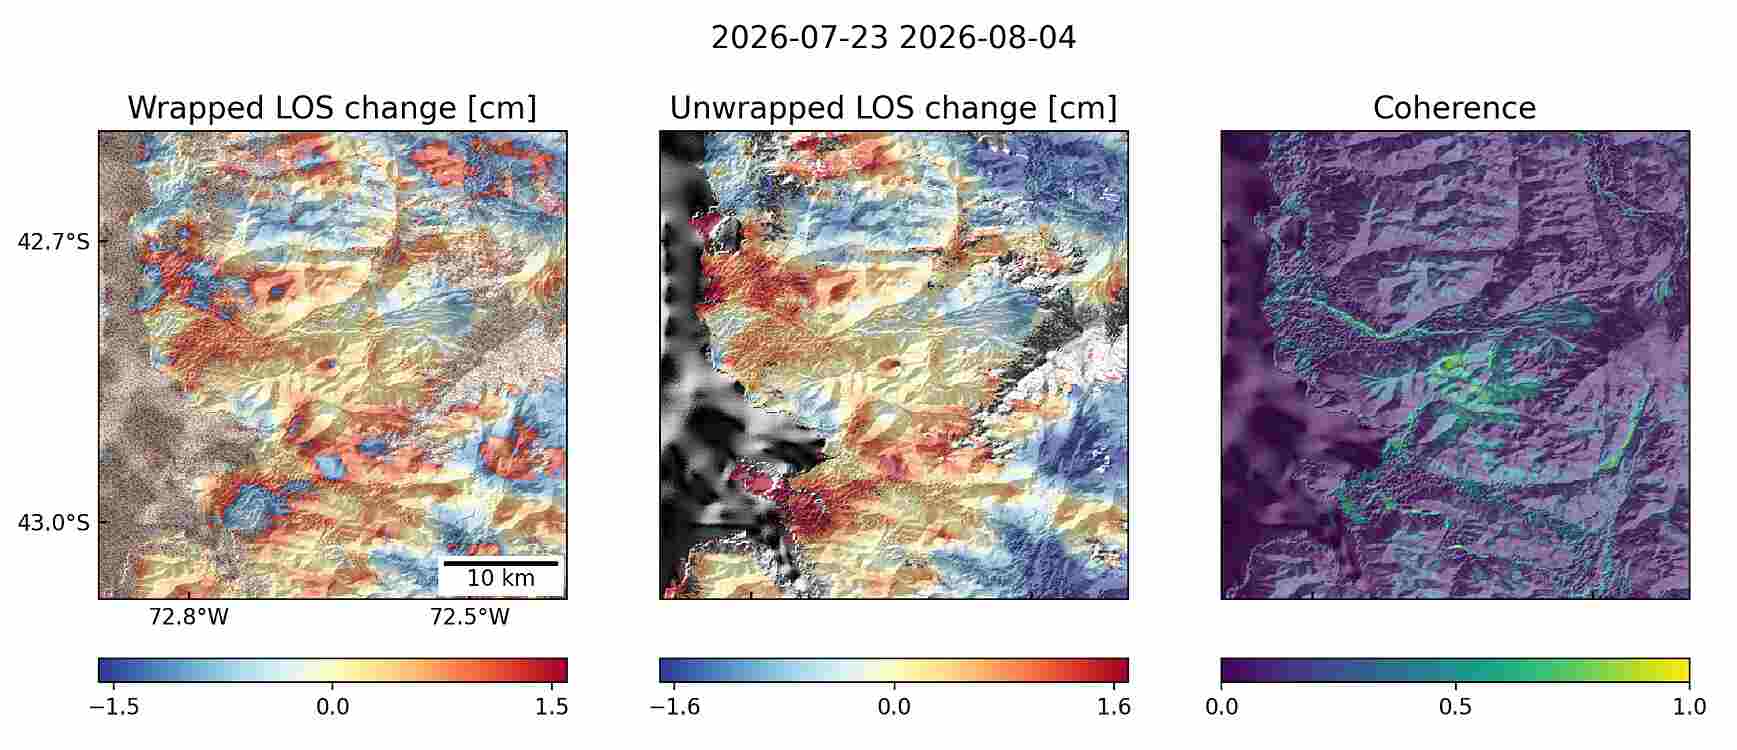 2026-07-23 2026-08-04
Wrapped LOS change [cm]
Unwrapped LOS change [cm]
Coherence
42.7°S
43.0°S
10 km
72.8°W
72.5°W
−1.5
0.0
1.5
−1.6
0.0
1.6
0.0
0.5
1.0